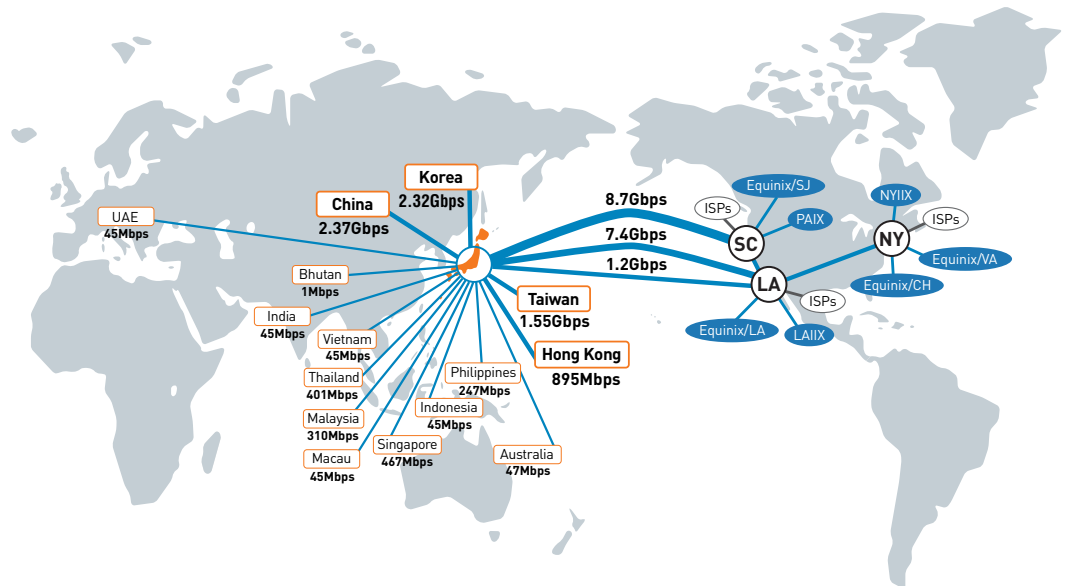 Korea
2.32Gbps
China
2.37Gbps
UAE
45Mbps
Bhutan
1Mbps
India
45Mbps
Vietnam
45Mbps
Thailand
401Mbps
Malaysia
310Mbps
Macau
45Mbps
Singapore
467Mbps
Indonesia
45Mbps
Philippines
247Mbps
Australia
47Mbps
Taiwan
1.55Gbps
Hong Kong
895Mbps
8.7Gbps
7.4Gbps
1.2Gbps
ISPs
Equinix/SJ
PAIX
SC
LA
ISPs
Equinix/LA
LAIIX
NYIIX
ISPs
NY
Equinix/VA
Equinix/CH